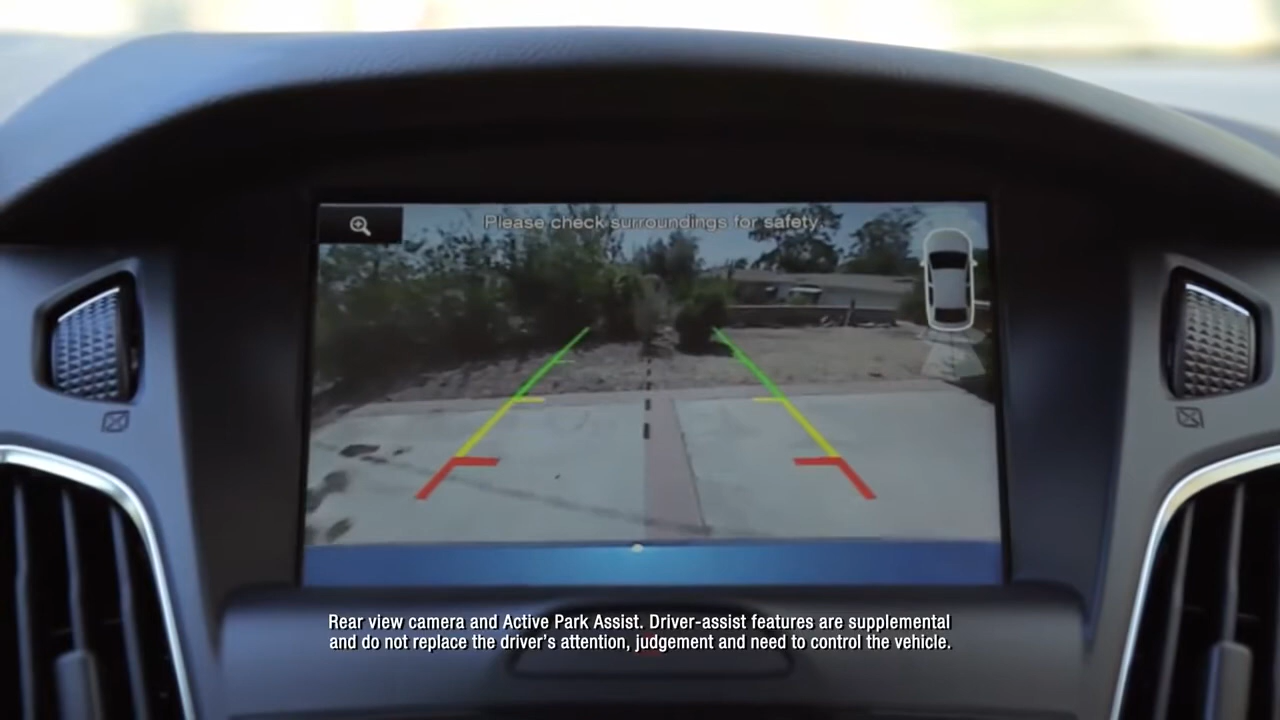 Please check surroundings for safety.
Rear view camera and Active Park Assist. Driver-assist features are supplemental
and do not replace the driver's attention, judgement and need to control the vehicle.